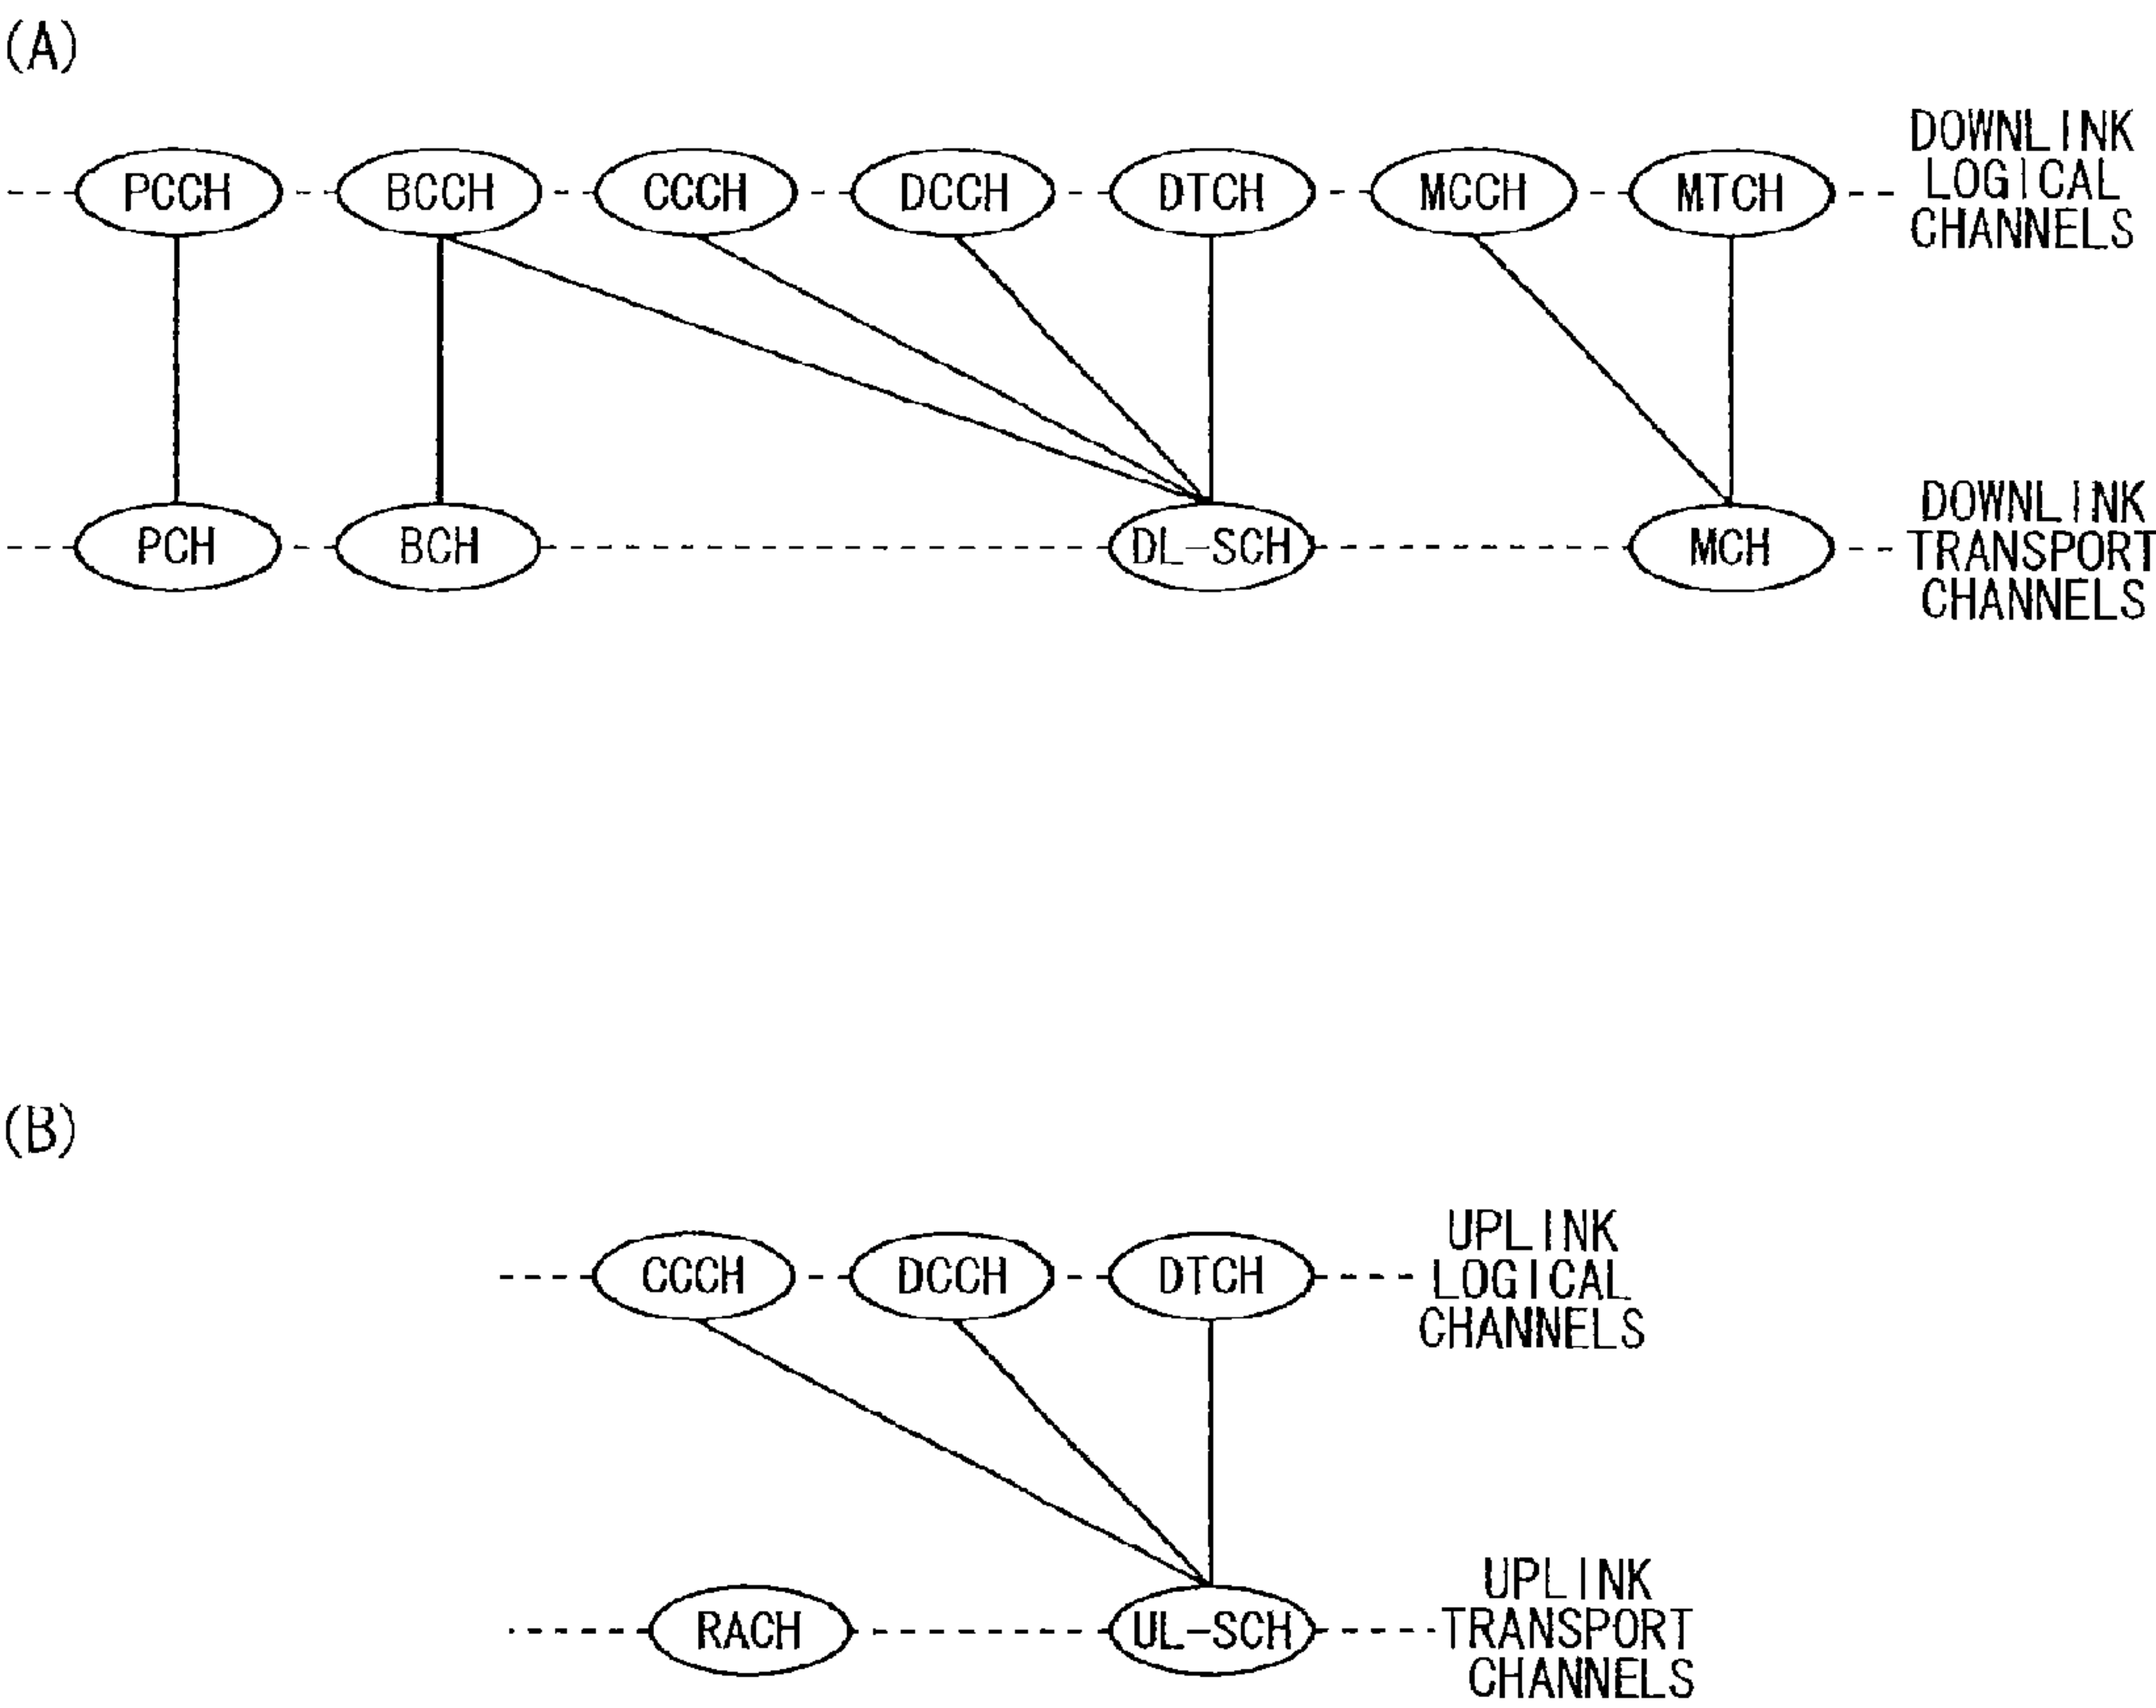 (A)
PCCH BCCH CCCH DCCH DTCH MCCH MTCH
DOWNLINK
LOGICAL
CHANNELS
PCH BCH DL-SCH MCH
DOWNLINK
TRANSPORT
CHANNELS
(B)
CCCH DCCH DTCH
UPLINK
LOGICAL
CHANNELS
RACH UL-SCH
UPLINK
TRANSPORT
CHANNELS